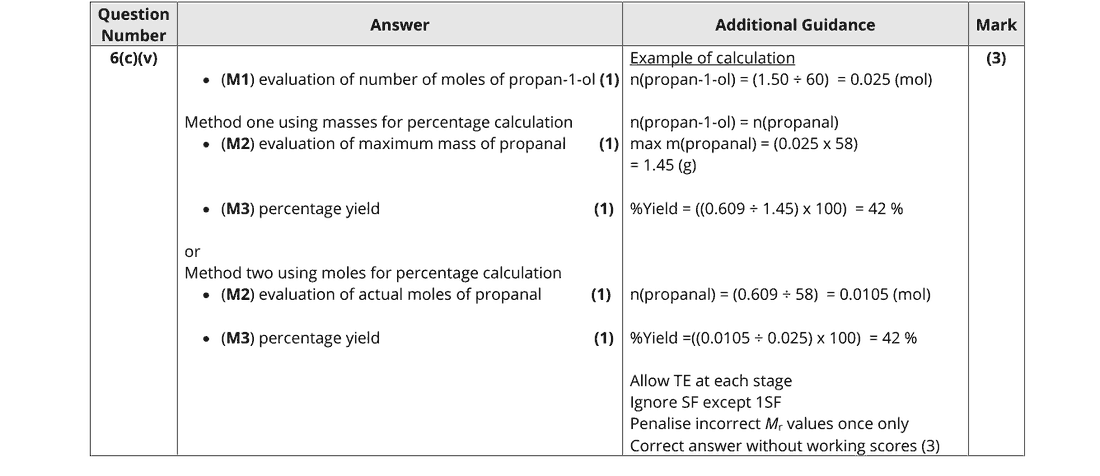 Question Number Answer Additional Guidance Mark
6(c)(v) Example of calculation (3)
• (M1) evaluation of number of moles of propan-1-ol (1) n(propan-1-ol) = (1.50 ÷ 60) = 0.025 (mol)
Method one using masses for percentage calculation n(propan-1-ol) = n(propanal)
• (M2) evaluation of maximum mass of propanal (1) max m(propanal) = (0.025 x 58)
= 1.45 (g)
• (M3) percentage yield (1) %Yield = ((0.609 ÷ 1.45) x 100) = 42 %
or
Method two using moles for percentage calculation
• (M2) evaluation of actual moles of propanal (1) n(propanal) = (0.609 ÷ 58) = 0.0105 (mol)
• (M3) percentage yield (1) %Yield =((0.0105 ÷ 0.025) x 100) = 42 %
Allow TE at each stage
Ignore SF except 1SF
Penalise incorrect Mr values once only
Correct answer without working scores (3)